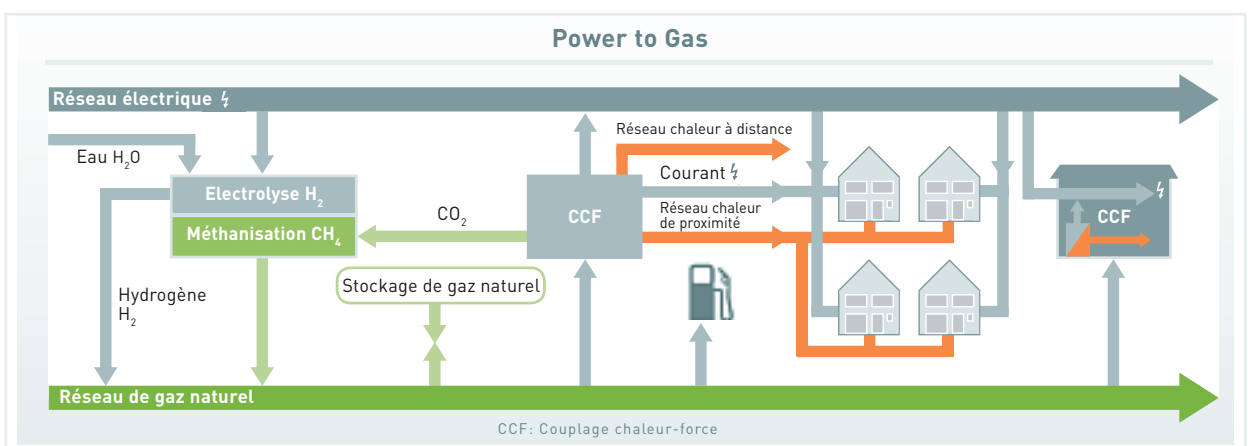 Power to Gas
Réseau électrique
Eau H₂O
Electrolyse H₂
Méthanisation CH₄
Hydrogène
H₂
CO₂
Stockage de gaz naturel
CCF
Réseau chaleur à distance
Courant
Réseau chaleur
de proximité
CCF
Réseau de gaz naturel
CCF: Couplage chaleur-force